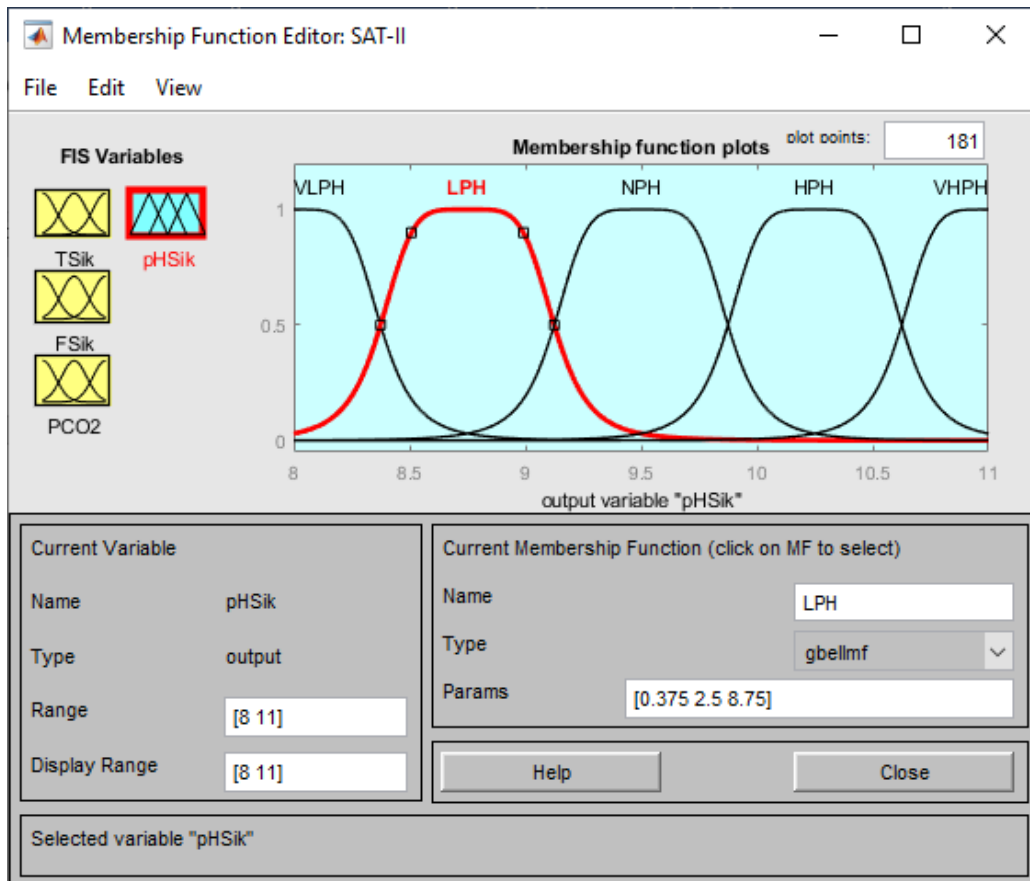 Membership Function Editor: SAT-II
File Edit View
FIS Variables
TSik
pHSik
FSik
PCO2
Membership function plots
plot points:
181
VLPH LPH NPH HPH VHPH
1
0.5
0
8 8.5 9 9.5 10 10.5 11
output variable "pHSik"
Current Variable
Name pHSik
Type output
Range [8 11]
Display Range [8 11]
Current Membership Function (click on MF to select)
Name LPH
Type gbellmf
Params [0.375 2.5 8.75]
Help Close
Selected variable "pHSik"